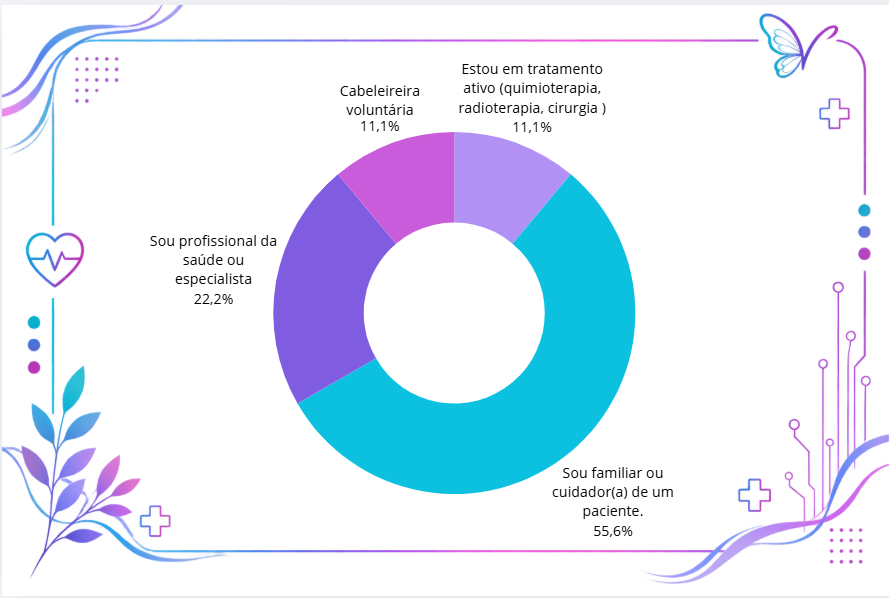 Estou em tratamento
ativo (quimioterapia,
radioterapia, cirurgia )
11,1%
Cabeleireira
voluntária
11,1%
Sou profissional da
saúde ou
especialista
22,2%
Sou familiar ou
cuidador(a) de um
paciente.
55,6%